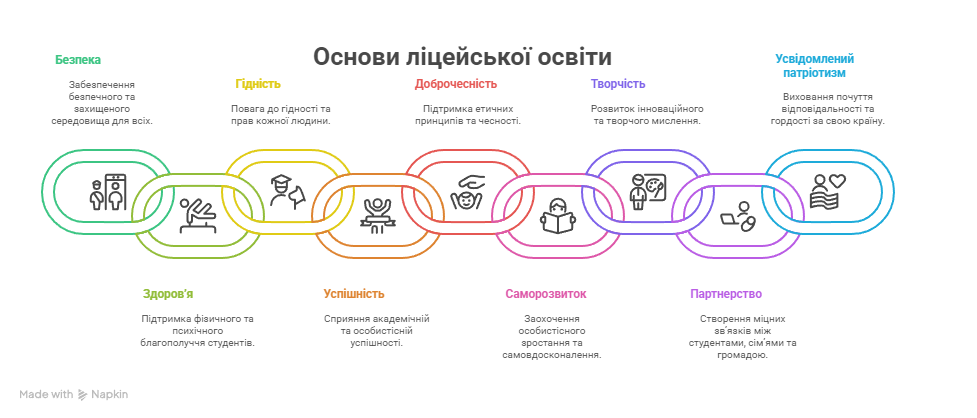 Основи ліцейської освіти
Безпека
Забезпечення
безпечного та
захищеного
середовища для всіх.
Гідність
Повага до гідності та
прав кожної людини.
Доброчесність
Підтримка етичних
принципів та чесності.
Творчість
Розвиток інноваційного
та творчого мислення.
Усвідомлений
патріотизм
Виховання почуття
відповідальності та
гордості за свою країну.
Здоров'я
Підтримка фізичного та
психічного
благополуччя студентів.
Успішність
Сприяння академічній
та особистісній
успішності.
Саморозвиток
Заохочення
особистісного
зростання та
самовдосконалення.
Партнерство
Створення міцних
зв'язків між
студентами, сім'ями та
громадою.
Made with Napkin